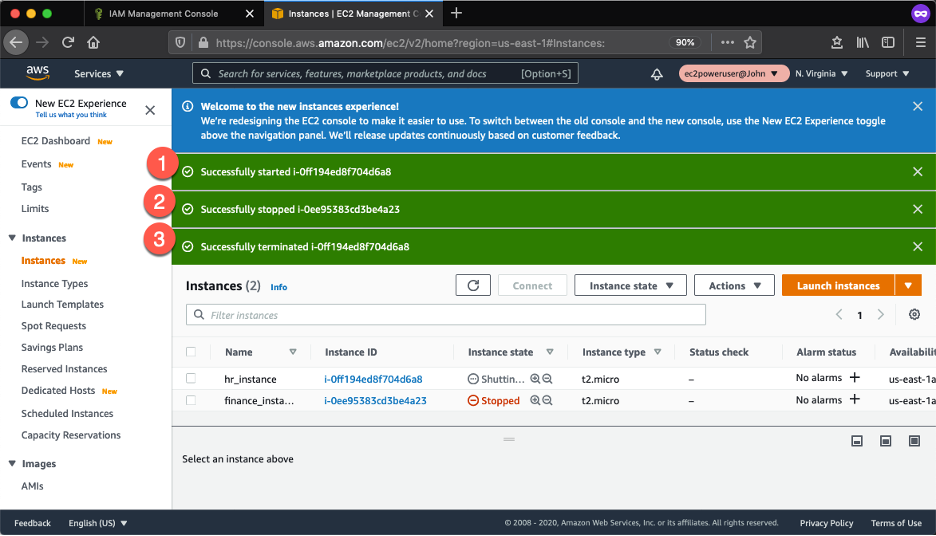 IAM Management Console
Instances | EC2 Management C
https://console.aws.amazon.com/ec2/v2/home?region=us-east-1#Instances:
90%
aws
Services
Search for services, features, marketplace products, and docs
[Option+S]
ec2poweruser@John
N. Virginia
Support
New EC2 Experience
Tell us what you think
EC2 Dashboard New
Events New
Tags
Limits
Instances
Instances New
Instance Types
Launch Templates
Spot Requests
Savings Plans
Reserved Instances
Dedicated Hosts New
Scheduled Instances
Capacity Reservations
Images
AMIs
Welcome to the new instances experience!
We're redesigning the EC2 console to make it easier to use. To switch between the old console and the new console, use the New EC2 Experience toggle
above the navigation panel. We'll release updates continuously based on customer feedback.
1
Successfully started i-0ff194ed8f704d6a8
2
Successfully stopped i-0ee95383cd3be4a23
3
Successfully terminated i-0ff194ed8f704d6a8
Instances (2) Info
Connect
Instance state
Actions
Launch instances
Filter instances
1
Name Instance ID Instance state Instance type Status check Alarm status Availabilit
hr_instance i-0ff194ed8f704d6a8 Shuttin... t2.micro – No alarms + us-east-1a
finance_insta... i-0ee95383cd3be4a23 Stopped t2.micro – No alarms + us-east-1a
Select an instance above
Feedback
English (US)
© 2008 - 2020, Amazon Web Services, Inc. or its affiliates. All rights reserved.
Privacy Policy
Terms of Use